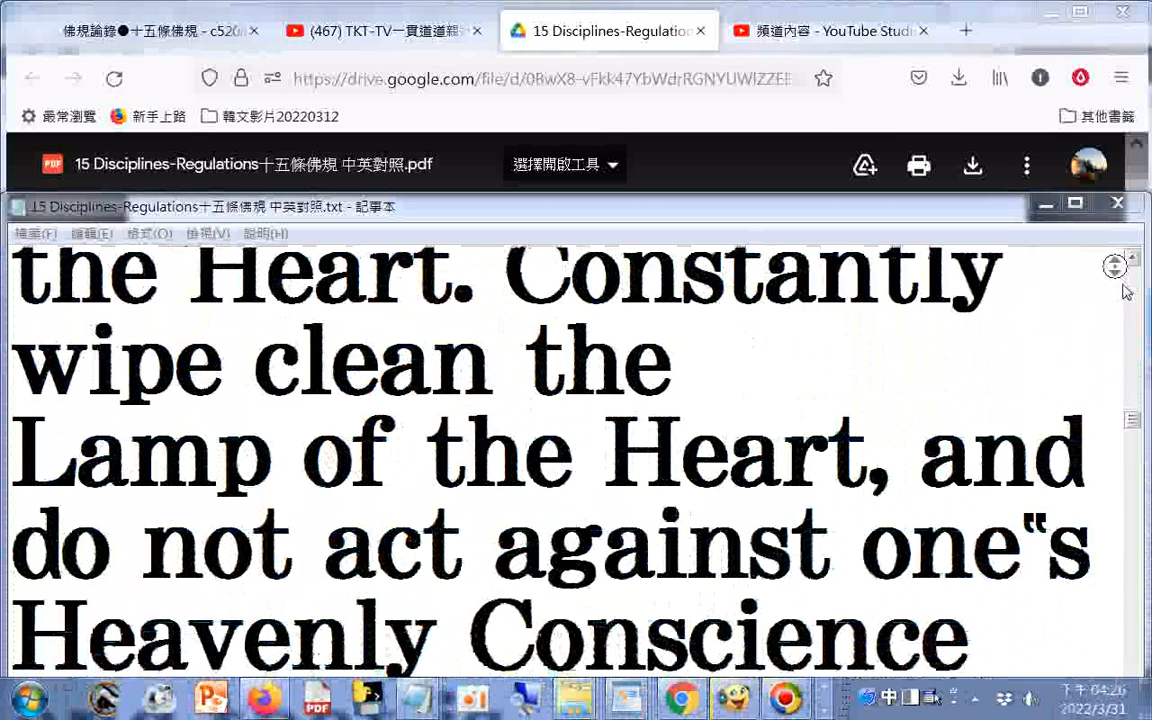 佛規論錄●十五條佛規 - c520
(467) TKT-TV一貫道道親
15 Disciplines-Regulation
頻道內容 - YouTube Studi
https://drive.google.com/file/d/0BwX8-vFkk47YbWdrRGNYUWlZZEE
最常瀏覽 新手上路 韓文影片20220312 其他書籤
PDF 15 Disciplines-Regulations十五條佛規 中英對照.pdf 選擇開啟工具
15 Disciplines-Regulations十五條佛規 中英對照.txt - 記事本
檔案(F) 編輯(E) 格式(O) 檢視(V) 說明(H)
the Heart. Constantly
wipe clean the
Lamp of the Heart, and
do not act against one‟s
Heavenly Conscience
中
下午 04:26
2022/3/31